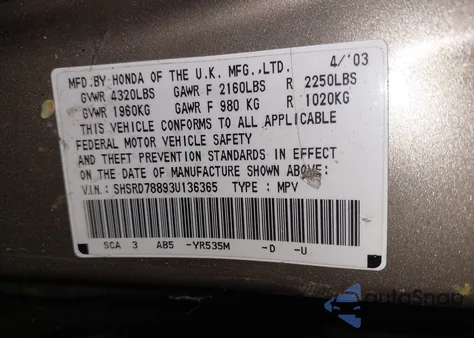 MFD.BY HONDA OF THE U.K. MFG.,LTD. 4/'03
GVWR 4320LBS GAWR F 2160LBS R 2250LBS
GVWR 1960KG GAWR F 980 KG R 1020KG
THIS VEHICLE CONFORMS TO ALL APPLICABLE
FEDERAL MOTOR VEHICLE SAFETY
AND THEFT PREVENTION STANDARDS IN EFFECT
ON THE DATE OF MANUFACTURE SHOWN ABOVE.
V.I.N.: SHSRD78893U136365 TYPE : MPV
SCA 3 AB5 -YR535M -D -U
AutoSnap